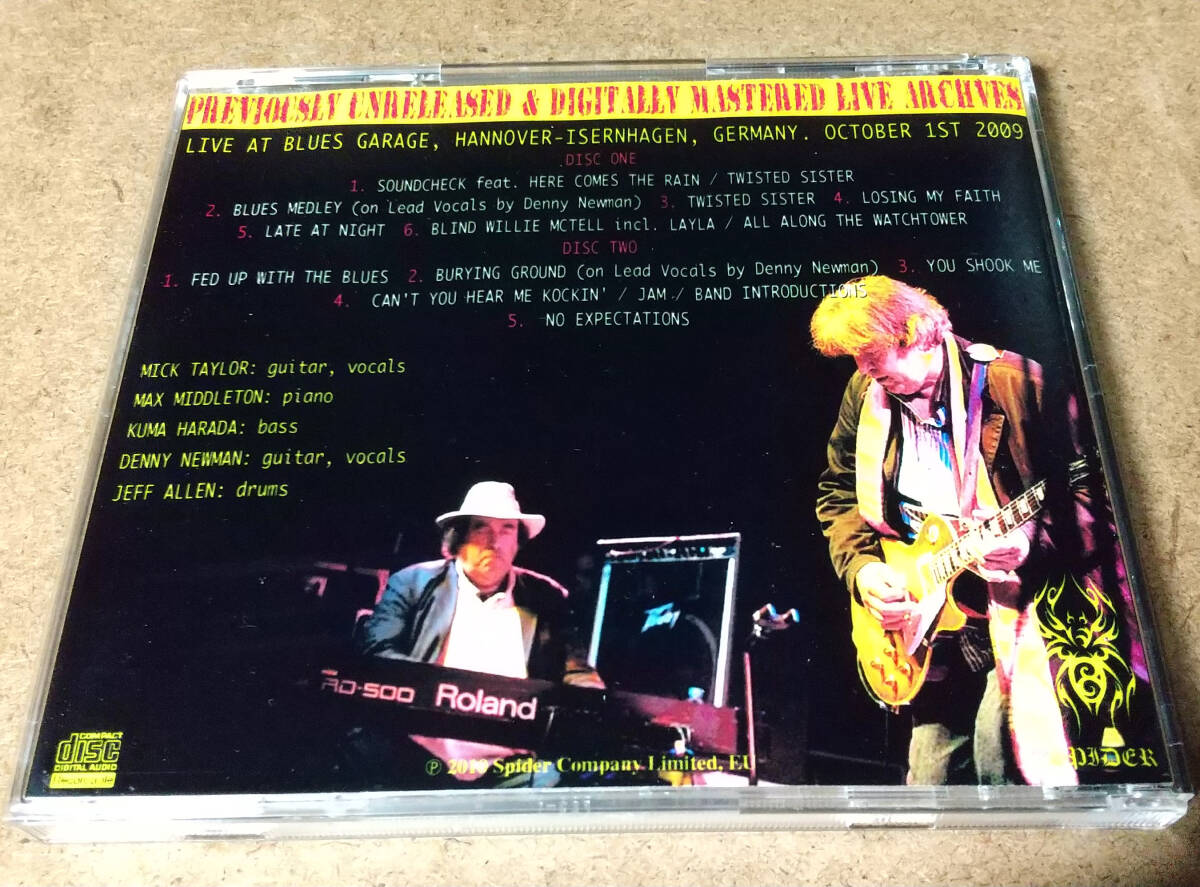 PREVIOUSLY UNRELEASED & DIGITALLY MASTERED LIVE ARCHVES
LIVE AT BLUES GARAGE, HANNOVER-ISERNHAGEN, GERMANY. OCTOBER 1ST 2009
DISC ONE
1. SOUNDCHECK feat. HERE COMES THE RAIN / TWISTED SISTER
2. BLUES MEDLEY (on Lead Vocals by Denny Newman) 3. TWISTED SISTER 4. LOSING MY FAITH
5. LATE AT NIGHT 6. BLIND WILLIE MCTELL incl. LAYLA / ALL ALONG THE WATCHTOWER
DISC TWO
1. FED UP WITH THE BLUES 2. BURYING GROUND (on Lead Vocals by Denny Newman) 3. YOU SHOOK ME
4. CAN'T YOU HEAR ME KOCKIN' / JAM / BAND INTRODUCTIONS
5. NO EXPECTATIONS
MICK TAYLOR: guitar, vocals
MAX MIDDLETON: piano
KUMA HARADA: bass
DENNY NEWMAN: guitar, vocals
JEFF ALLEN: drums
Peavey
RD-500 Roland
COMPACT
disc
DIGITAL AUDIO
Ⓟ Spider Company Limited, EU
SPIDER